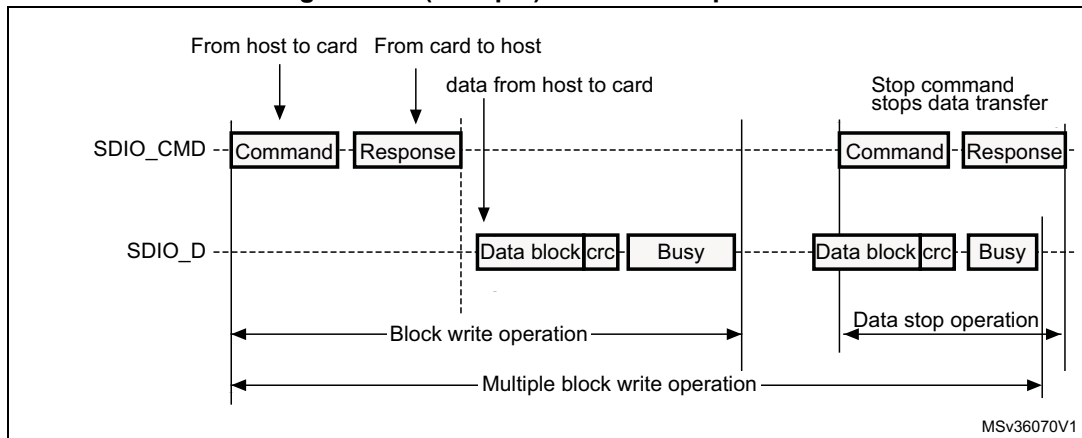 From host to card From card to host
data from host to card
Stop command
stops data transfer
SDIO_CMD Command Response Command Response
SDIO_D Data block crc Busy Data block crc Busy
Block write operation Data stop operation
Multiple block write operation
MSv36070V1